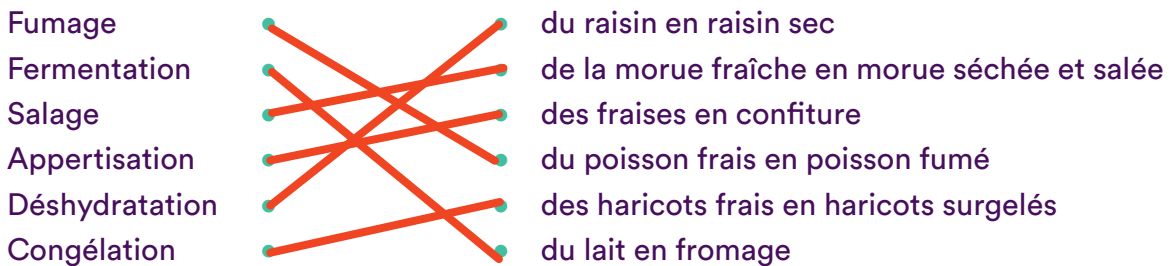 Fumage du raisin en raisin sec
Fermentation de la morue fraîche en morue séchée et salée
Salage des fraises en confiture
Appertisation du poisson frais en poisson fumé
Déshydratation des haricots frais en haricots surgelés
Congélation du lait en fromage